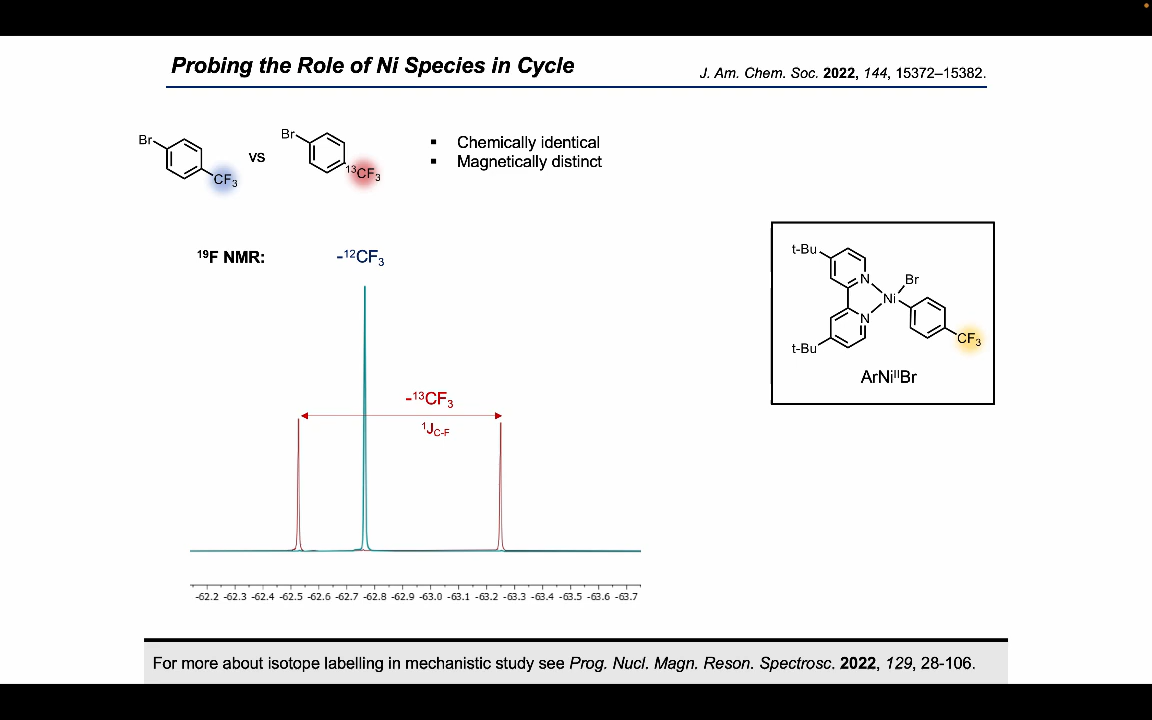 Probing the Role of Ni Species in Cycle
J. Am. Chem. Soc. 2022, 144, 15372–15382.
Br
CF₃
vs
Br
¹³CF₃
▪ Chemically identical
▪ Magnetically distinct
¹⁹F NMR:
-¹²CF₃
-¹³CF₃
¹J_C-F
-62.2 -62.3 -62.4 -62.5 -62.6 -62.7 -62.8 -62.9 -63.0 -63.1 -63.2 -63.3 -63.4 -63.5 -63.6 -63.7
t-Bu
N
Br
Ni
N
CF₃
t-Bu
ArNiᴵᴵBr
For more about isotope labelling in mechanistic study see Prog. Nucl. Magn. Reson. Spectrosc. 2022, 129, 28-106.